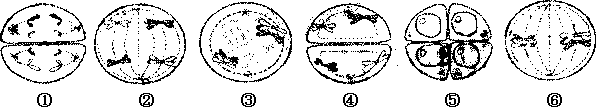 ① ② ③ ④ ⑤ ⑥